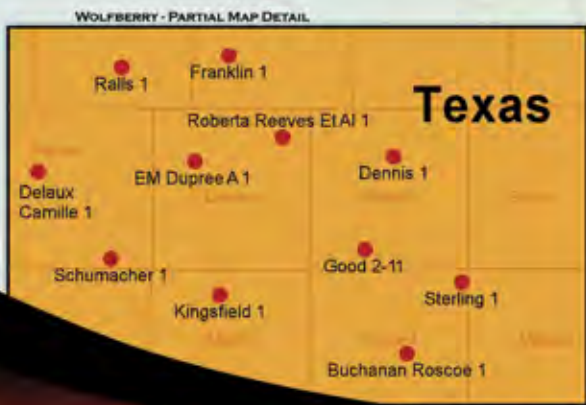 WOLFBERRY - PARTIAL MAP DETAIL
Ralls 1
Franklin 1
Texas
Roberta Reeves Et Al 1
EM Dupree A 1
Dennis 1
Delaux
Camille 1
Schumacher 1
Good 2-11
Kingsfield 1
Sterling 1
Buchanan Roscoe 1